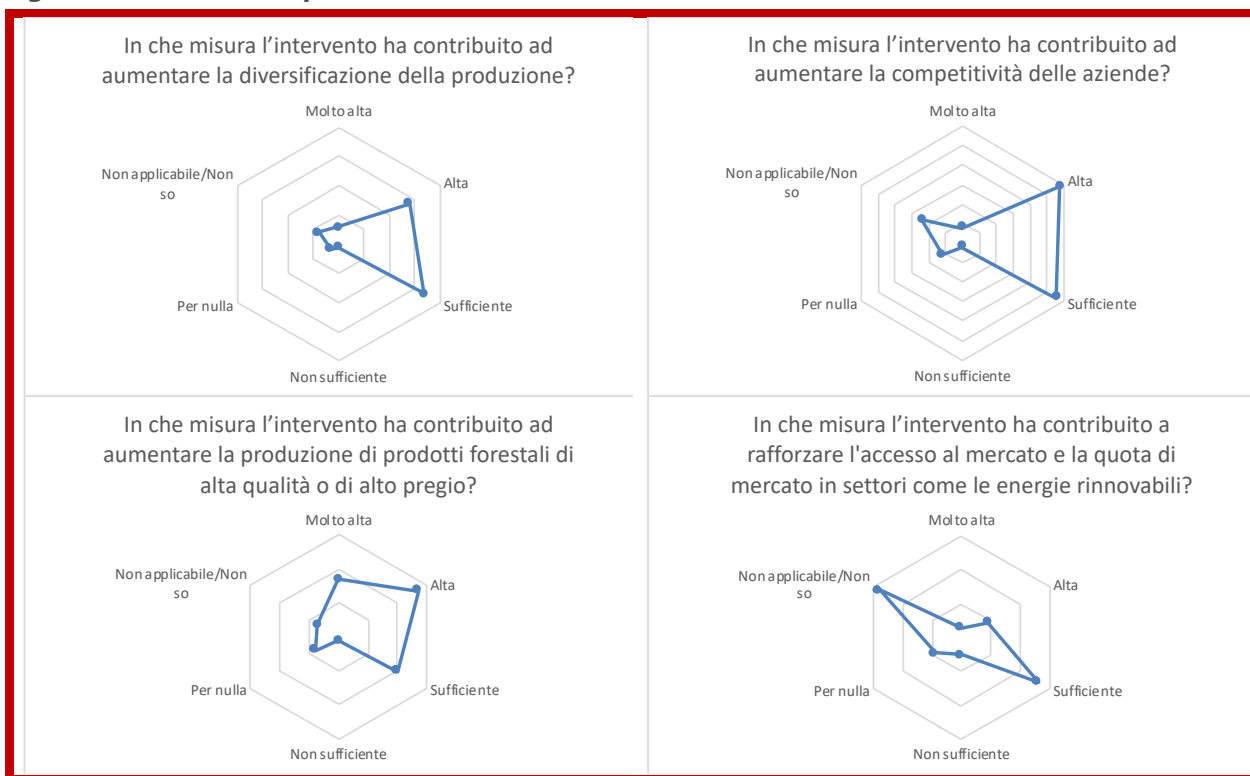 In che misura l'intervento ha contribuito ad
aumentare la diversificazione della produzione?
Molto alta
Non applicabile/Non
so
Alta
Per nulla
Sufficiente
Non sufficiente
In che misura l'intervento ha contribuito ad
aumentare la competitività delle aziende?
Molto alta
Non applicabile/Non
so
Alta
Per nulla
Sufficiente
Non sufficiente
In che misura l'intervento ha contribuito ad
aumentare la produzione di prodotti forestali di
alta qualità o di alto pregio?
Molto alta
Non applicabile/Non
so
Alta
Per nulla
Sufficiente
Non sufficiente
In che misura l'intervento ha contribuito a
rafforzare l'accesso al mercato e la quota di
mercato in settori come le energie rinnovabili?
Molto alta
Non applicabile/Non
so
Alta
Per nulla
Sufficiente
Non sufficiente